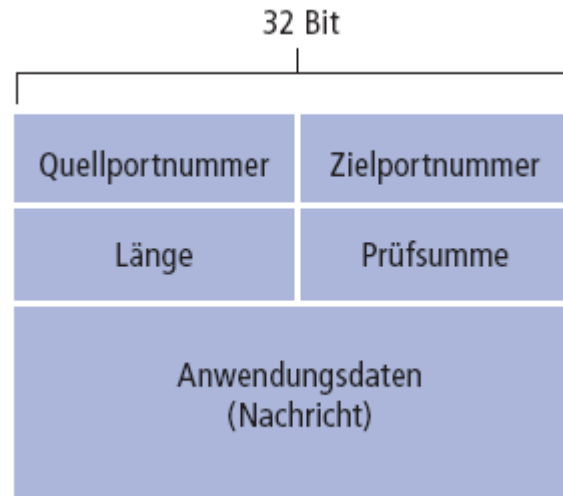 32 Bit
Quellportnummer Zielportnummer
Länge Prüfsumme
Anwendungsdaten
(Nachricht)